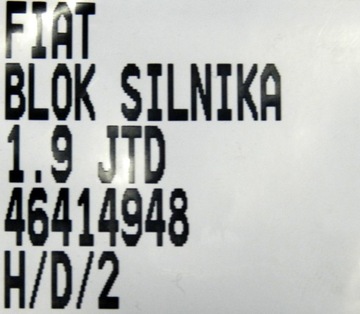 FIAT
BLOK SILNIKA
1.9 JTD
46414948
H/D/2